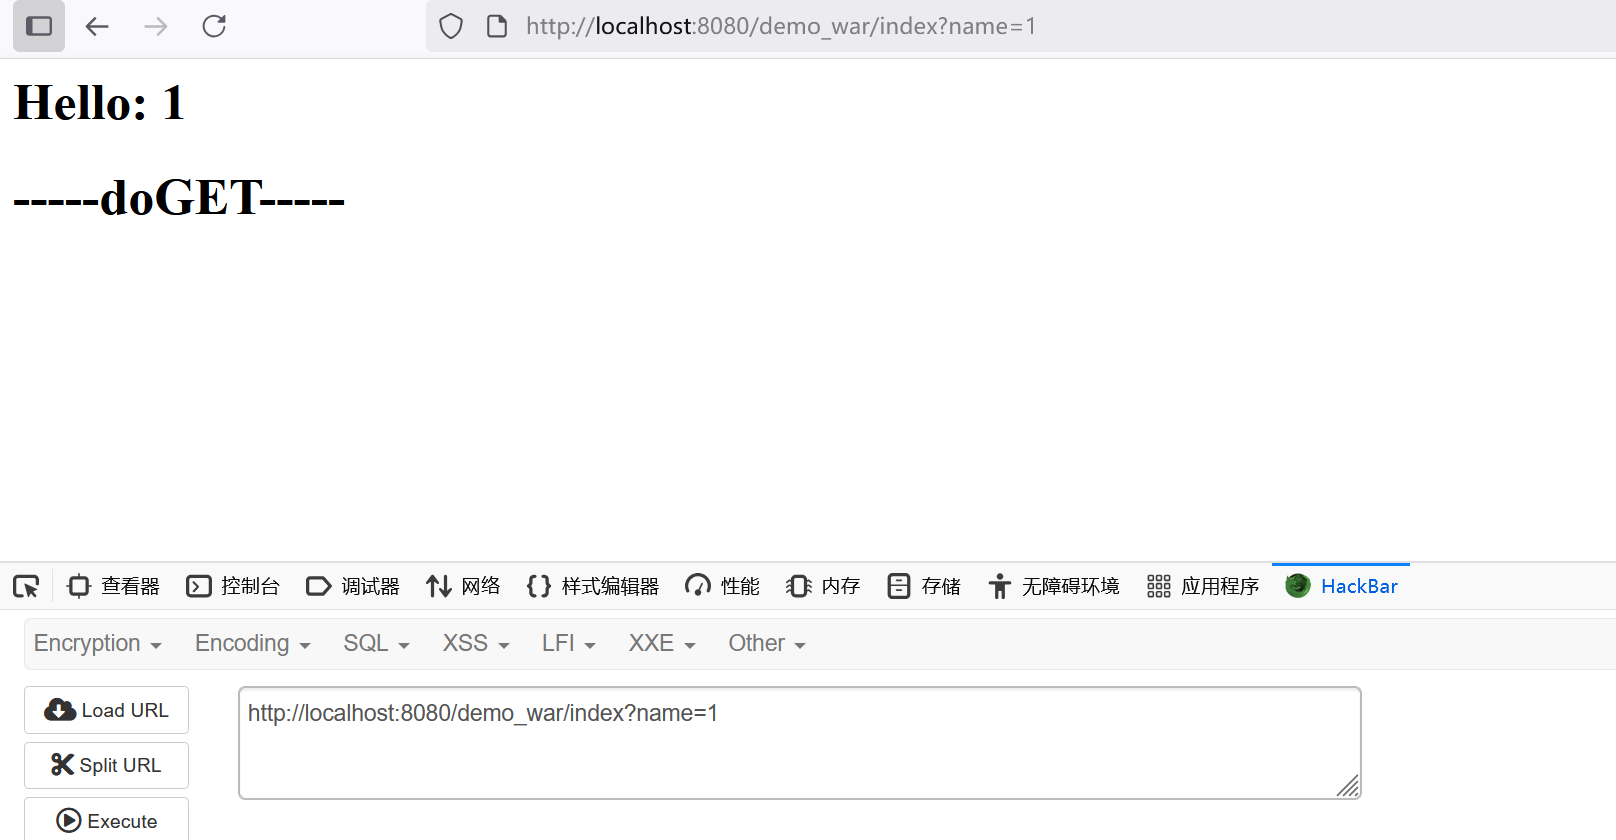 http://localhost:8080/demo_war/index?name=1
Hello: 1
-----doGET-----
查看器 控制台 调试器 网络 样式编辑器 性能 内存 存储 无障碍环境 应用程序 HackBar
Encryption Encoding SQL XSS LFI XXE Other
Load URL
http://localhost:8080/demo_war/index?name=1
Split URL
Execute